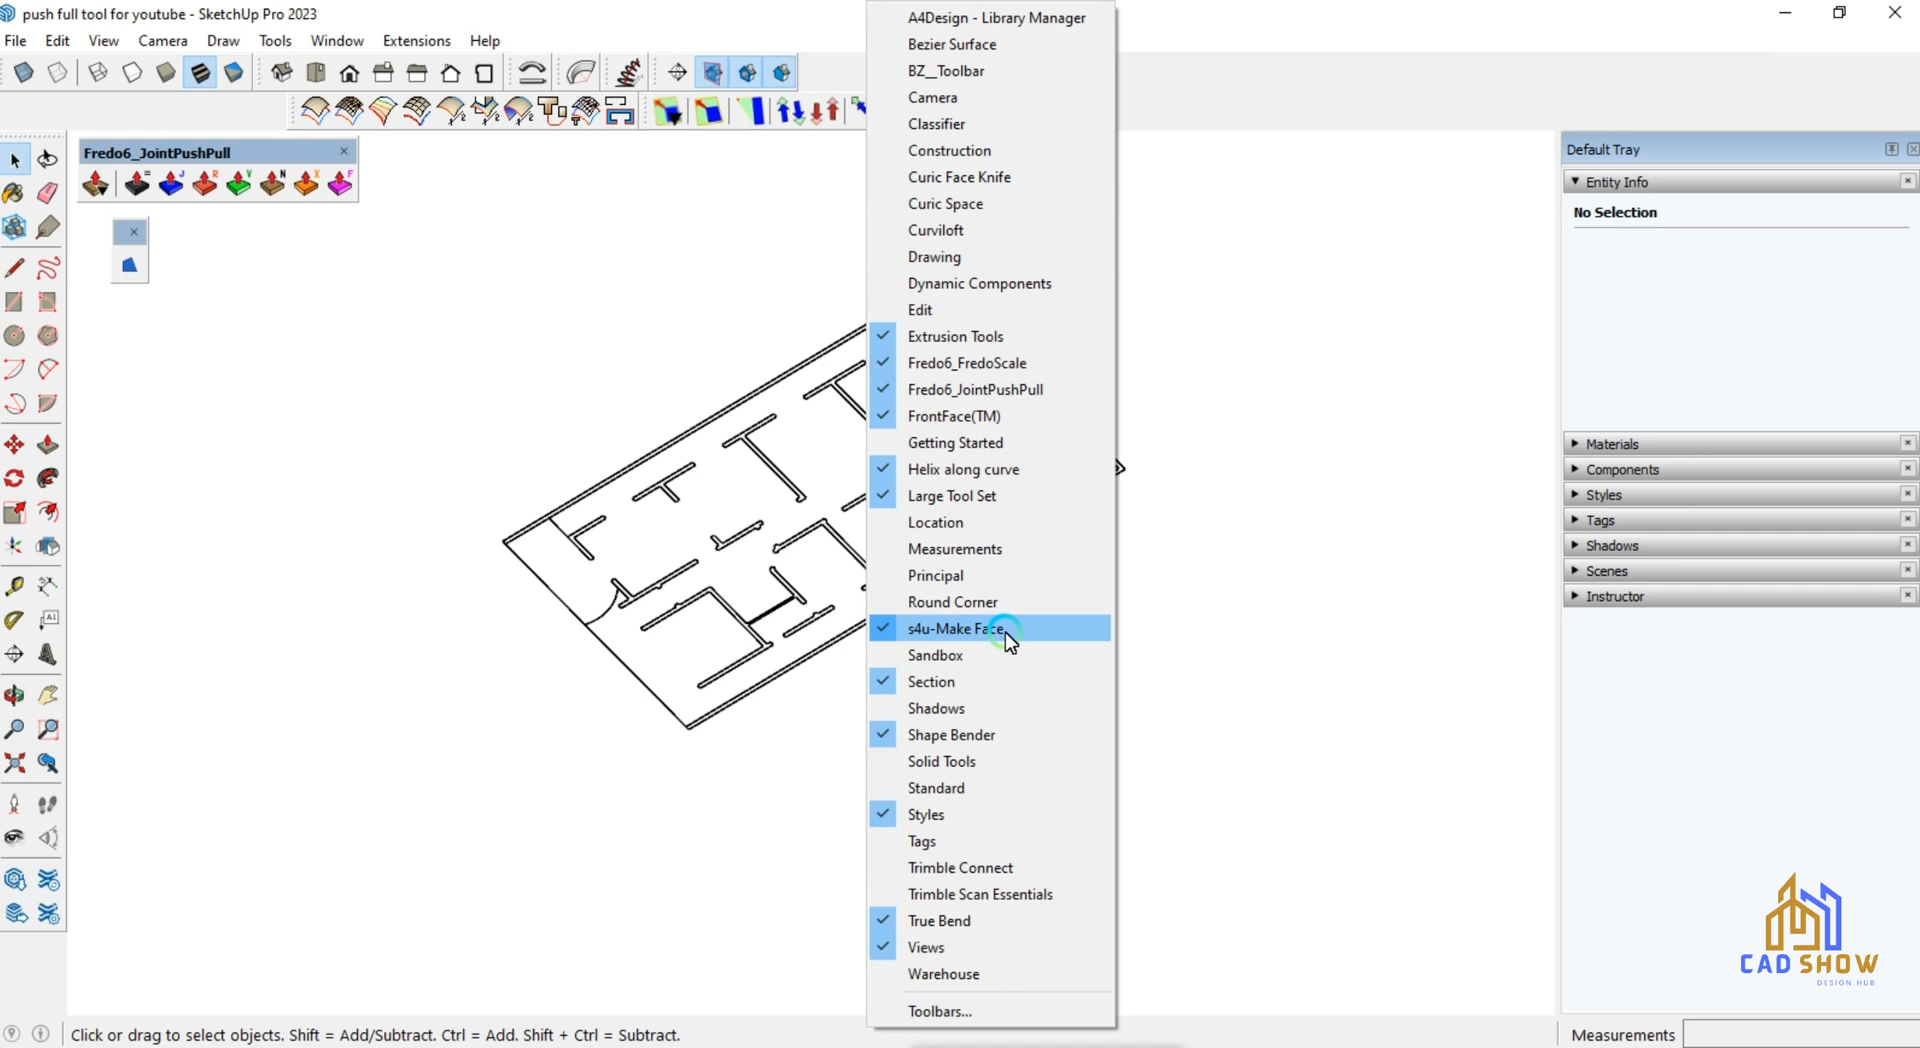 push full tool for youtube - SketchUp Pro 2023
File Edit View Camera Draw Tools Window Extensions Help
Fredo6_JointPushPull
A4Design - Library Manager
Bezier Surface
BZ__Toolbar
Camera
Classifier
Construction
Curic Face Knife
Curic Space
Curviloft
Drawing
Dynamic Components
Edit
Extrusion Tools
Fredo6_FredoScale
Fredo6_JointPushPull
FrontFace(TM)
Getting Started
Helix along curve
Large Tool Set
Location
Measurements
Principal
Round Corner
s4u-Make Face
Sandbox
Section
Shadows
Shape Bender
Solid Tools
Standard
Styles
Tags
Trimble Connect
Trimble Scan Essentials
True Bend
Views
Warehouse
Toolbars...
Default Tray
Entity Info
No Selection
Materials
Components
Styles
Tags
Shadows
Scenes
Instructor
CAD SHOW
DESIGN HUB
Click or drag to select objects. Shift = Add/Subtract. Ctrl = Add. Shift + Ctrl = Subtract.
Measurements